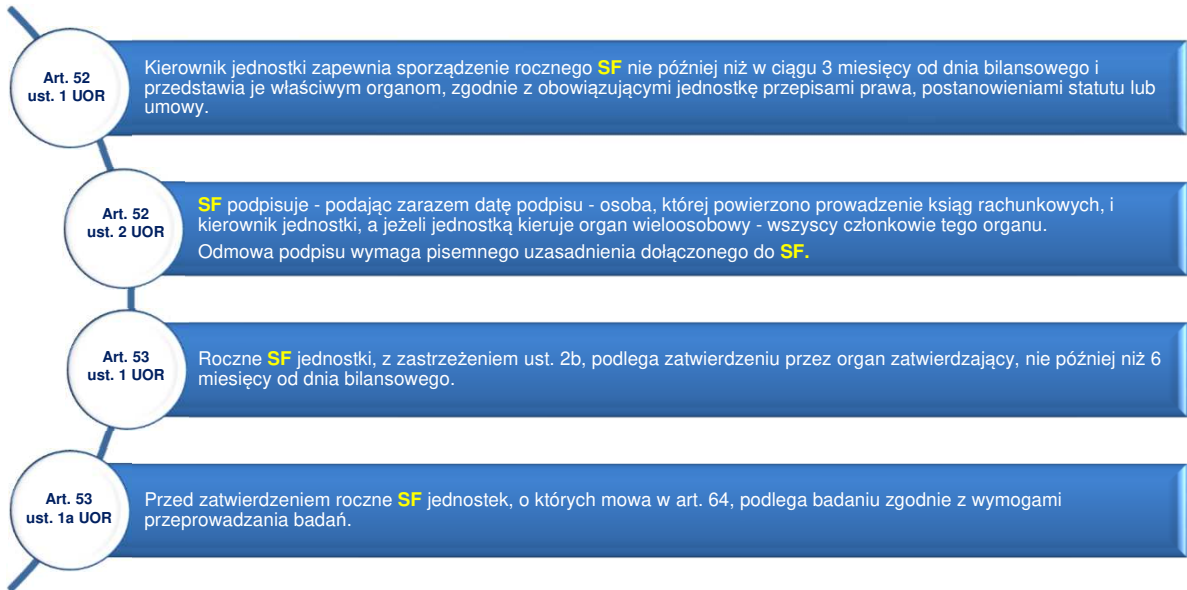 Art. 52
ust. 1 UOR
Kierownik jednostki zapewnia sporządzenie rocznego SF nie później niż w ciągu 3 miesięcy od dnia bilansowego i
przedstawia je właściwym organom, zgodnie z obowiązującymi jednostkę przepisami prawa, postanowieniami statutu lub
umowy.
Art. 52
ust. 2 UOR
SF podpisuje - podając zarazem datę podpisu - osoba, której powierzono prowadzenie ksiąg rachunkowych, i
kierownik jednostki, a jeżeli jednostką kieruje organ wieloosobowy - wszyscy członkowie tego organu.
Odmowa podpisu wymaga pisemnego uzasadnienia dołączonego do SF.
Art. 53
ust. 1 UOR
Roczne SF jednostki, z zastrzeżeniem ust. 2b, podlega zatwierdzeniu przez organ zatwierdzający, nie później niż 6
miesięcy od dnia bilansowego.
Art. 53
ust. 1a UOR
Przed zatwierdzeniem roczne SF jednostek, o których mowa w art. 64, podlega badaniu zgodnie z wymogami
przeprowadzania badań.